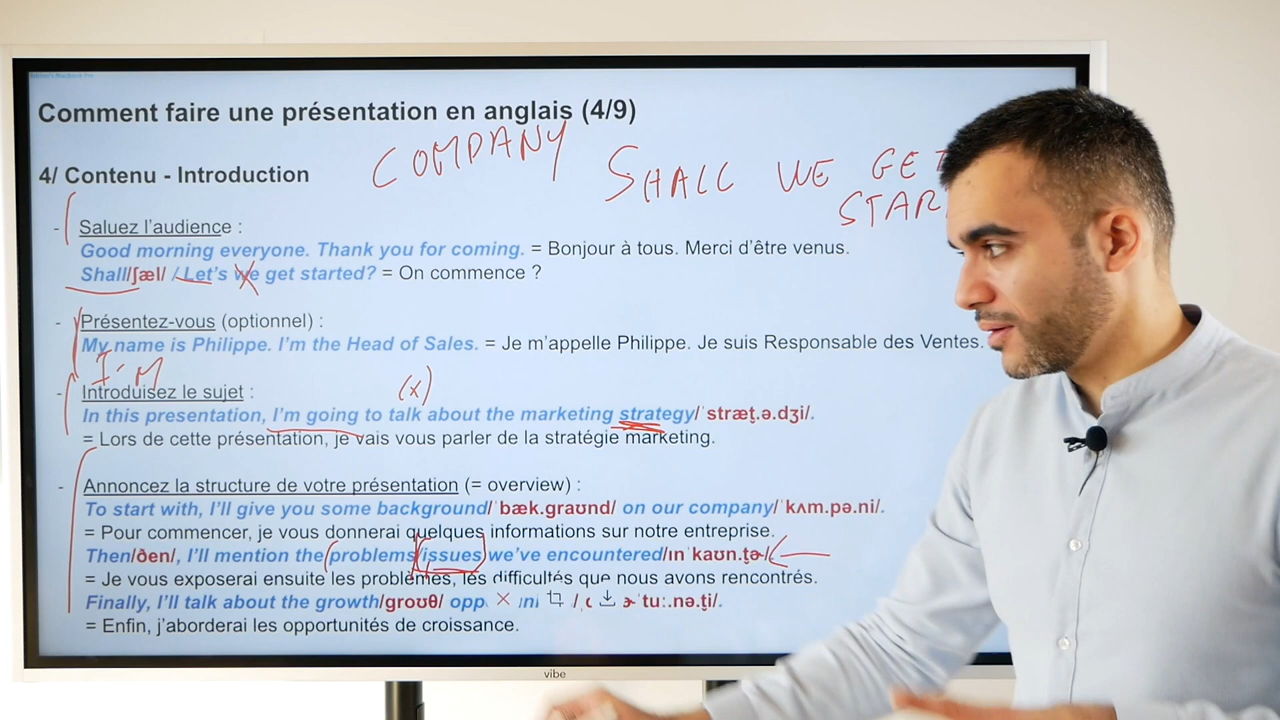 Comment faire une présentation en anglais (4/9)
COMPANY
SHALL WE GET
4/ Contenu - Introduction
- Saluez l'audience :
Good morning everyone. Thank you for coming. = Bonjour à tous. Merci d'être venus.
Shall/ʃæl/ / Let's we get started? = On commence ?
- Présentez-vous (optionnel) :
My name is Philippe. I'm the Head of Sales. = Je m'appelle Philippe. Je suis Responsable des Ventes.
I'M
(x)
- Introduisez le sujet :
In this presentation, I'm going to talk about the marketing strategy/ˈstræt̬.ə.dʒi/.
= Lors de cette présentation, je vais vous parler de la stratégie marketing.
- Annoncez la structure de votre présentation (= overview) :
To start with, I'll give you some background/ˈbæk.ɡraʊnd/ on our company/ˈkʌm.pə.ni/.
= Pour commencer, je vous donnerai quelques informations sur notre entreprise.
Then/ðen/, I'll mention the problems/issues we've encountered/ɪnˈkaʊn.t̬ɚ/.
= Je vous exposerai ensuite les problèmes, les difficultés que nous avons rencontrés.
Finally, I'll talk about the growth/ɡroʊθ/
= Enfin, j'aborderai les opportunités de croissance.
vibe